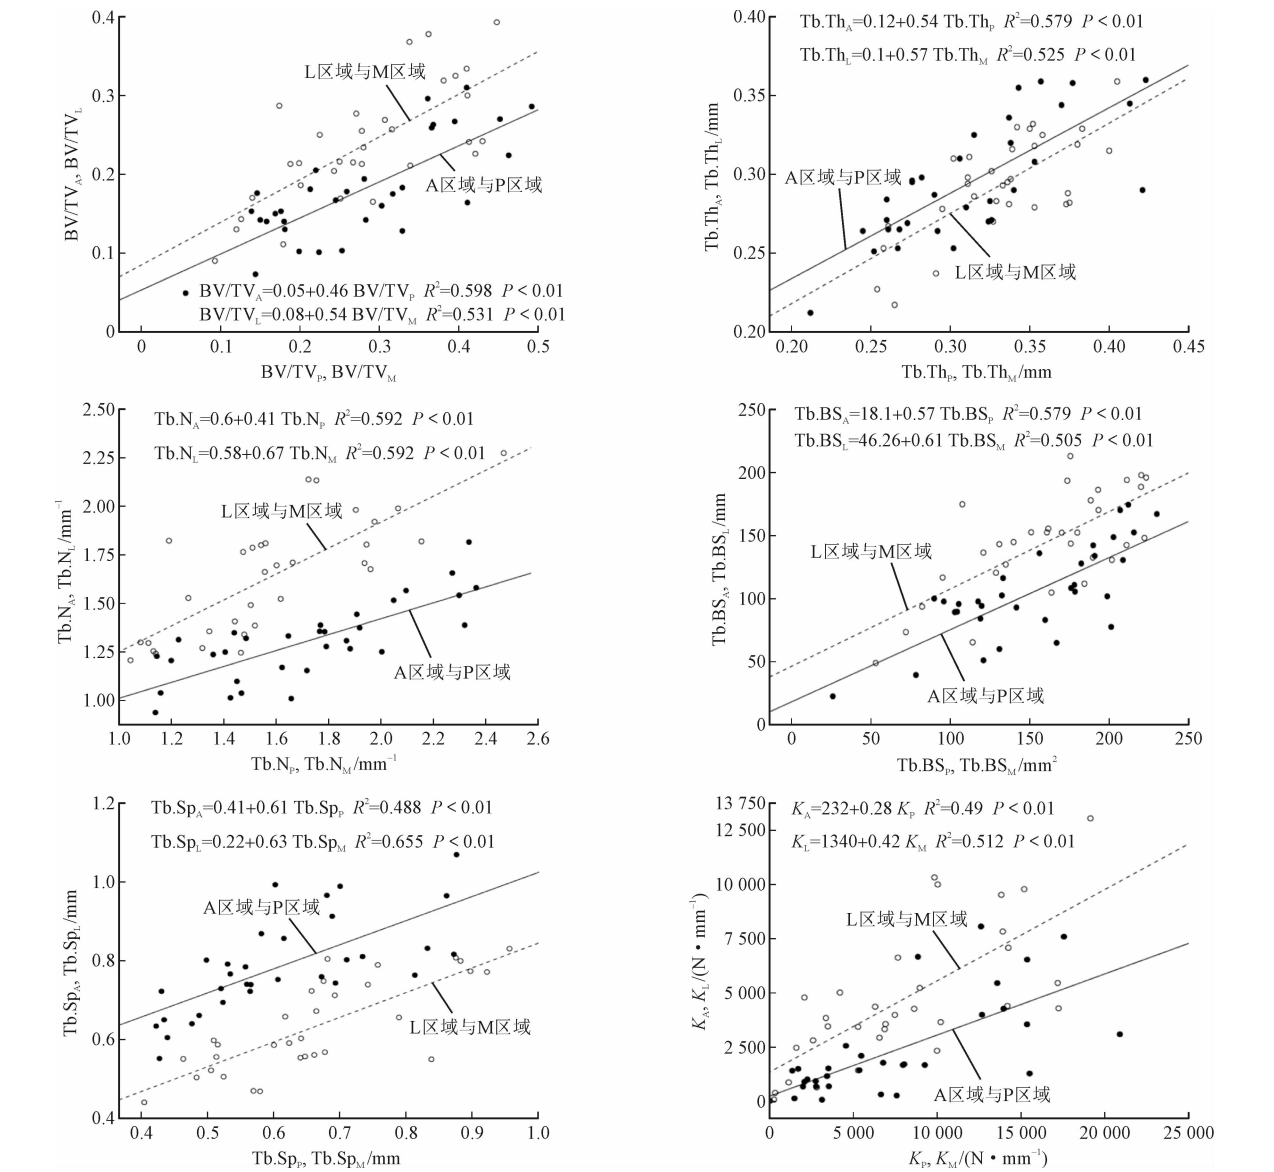 0.4
0.3
0.2
0.1
0
BV/TV_A, BV/TV_L
L区域与M区域
A区域与P区域
BV/TV_A=0.05+0.46 BV/TV_P R²=0.598 P < 0.01
BV/TV_L=0.08+0.54 BV/TV_M R²=0.531 P < 0.01
0 0.1 0.2 0.3 0.4 0.5
BV/TV_P, BV/TV_M
Tb.Th_A=0.12+0.54 Tb.Th_P R²=0.579 P < 0.01
Tb.Th_L=0.1+0.57 Tb.Th_M R²=0.525 P < 0.01
0.40
0.35
0.30
0.25
0.20
Tb.Th_A, Tb.Th_L/mm
A区域与P区域
L区域与M区域
0.20 0.25 0.30 0.35 0.40 0.45
Tb.Th_P, Tb.Th_M/mm
Tb.N_A=0.6+0.41 Tb.N_P R²=0.592 P < 0.01
Tb.N_L=0.58+0.67 Tb.N_M R²=0.592 P < 0.01
2.50
2.25
2.00
1.75
1.50
1.25
1.00
Tb.N_A, Tb.N_L/mm⁻¹
L区域与M区域
A区域与P区域
1.0 1.2 1.4 1.6 1.8 2.0 2.2 2.4 2.6
Tb.N_P, Tb.N_M/mm⁻¹
Tb.BS_A=18.1+0.57 Tb.BS_P R²=0.579 P < 0.01
Tb.BS_L=46.26+0.61 Tb.BS_M R²=0.505 P < 0.01
250
200
150
100
50
0
Tb.BS_A, Tb.BS_L/mm
L区域与M区域
A区域与P区域
0 50 100 150 200 250
Tb.BS_P, Tb.BS_M/mm²
Tb.Sp_A=0.41+0.61 Tb.Sp_P R²=0.488 P < 0.01
Tb.Sp_L=0.22+0.63 Tb.Sp_M R²=0.655 P < 0.01
1.2
1.0
0.8
0.6
0.4
Tb.Sp_A, Tb.Sp_L/mm
A区域与P区域
L区域与M区域
0.4 0.5 0.6 0.7 0.8 0.9 1.0
Tb.Sp_P, Tb.Sp_M/mm
K_A=232+0.28 K_P R²=0.49 P < 0.01
K_L=1340+0.42 K_M R²=0.512 P < 0.01
13 750
12 500
10 000
7 500
5 000
2 500
0
K_A, K_L/(N·mm⁻¹)
L区域与M区域
A区域与P区域
0 5 000 10 000 15 000 20 000 25 000
K_P, K_M/(N·mm⁻¹)